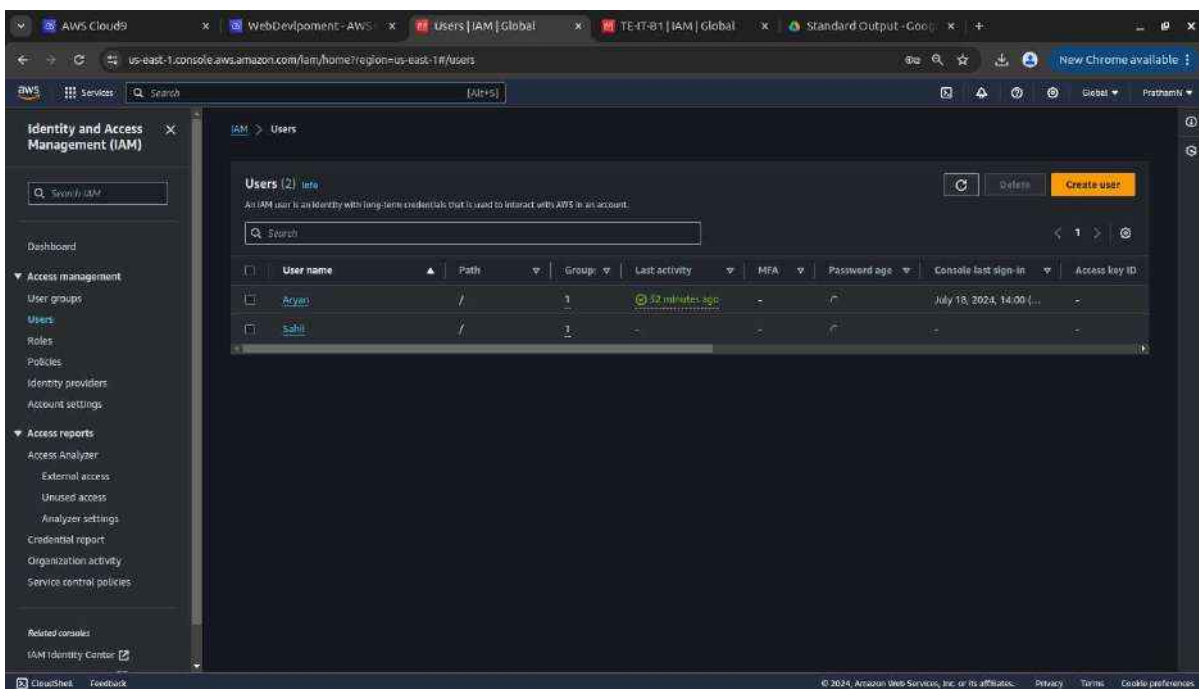 AWS Cloud9
WebDevlpoment - AWS
Users | IAM | Global
TE-IT-B1 | IAM | Global
Standard Output - Goo
us-east-1.console.aws.amazon.com/iam/home?region=us-east-1#/users
New Chrome available
aws
Services
Search
[Alt+S]
Global
PrathamN
Identity and Access
Management (IAM)
Search IAM
Dashboard
Access management
User groups
Users
Roles
Policies
Identity providers
Account settings
Access reports
Access Analyzer
External access
Unused access
Analyzer settings
Credential report
Organization activity
Service control policies
Related consoles
IAM Identity Center
IAM > Users
Users (2) Info
Delete
Create user
An IAM user is an identity with long-term credentials that is used to interact with AWS in an account.
Search
1
User name Path Group: Last activity MFA Password age Console last sign-in Access key ID
Aryan / 1 32 minutes ago - July 18, 2024, 14:00 (... -
Sahil / 1 - - - -
CloudShell Feedback © 2024, Amazon Web Services, Inc. or its affiliates. Privacy Terms Cookie preferences